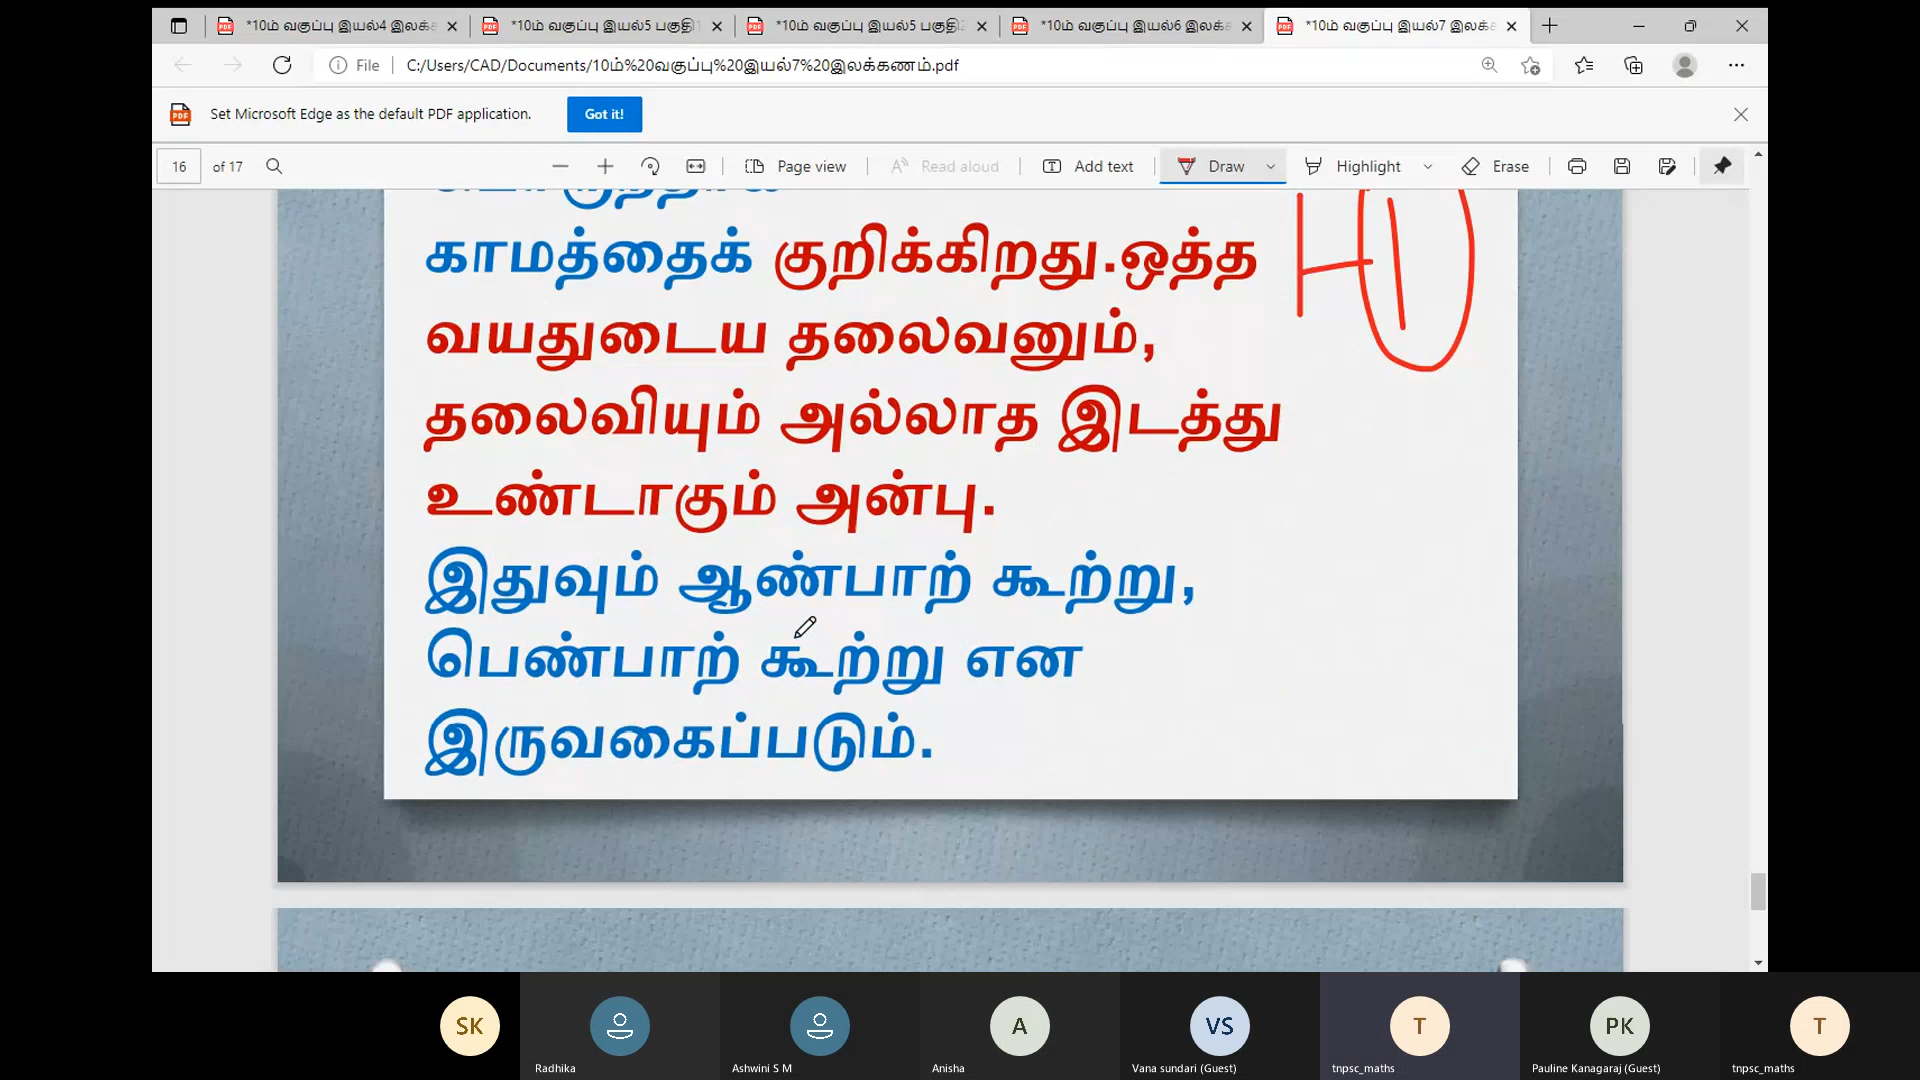 *10ம் வகுப்பு இயல்4 இலக்க
*10ம் வகுப்பு இயல்5 பகுதி1
*10ம் வகுப்பு இயல்5 பகுதி2
*10ம் வகுப்பு இயல்6 இலக்க
*10ம் வகுப்பு இயல்7 இலக்க
File
C:/Users/CAD/Documents/10ம்%20வகுப்பு%20இயல்7%20இலக்கணம்.pdf
Set Microsoft Edge as the default PDF application.
Got it!
16 of 17
Page view
Read aloud
Add text
Draw
Highlight
Erase
காமத்தைக் குறிக்கிறது.ஒத்த
வயதுடைய தலைவனும்,
தலைவியும் அல்லாத இடத்து
உண்டாகும் அன்பு.
இதுவும் ஆண்பாற் கூற்று,
பெண்பாற் கூற்று என
இருவகைப்படும்.
SK
A
VS
T
PK
T
Radhika
Ashwini S M
Anisha
Vana sundari (Guest)
tnpsc_maths
Pauline Kanagaraj (Guest)
tnpsc_maths